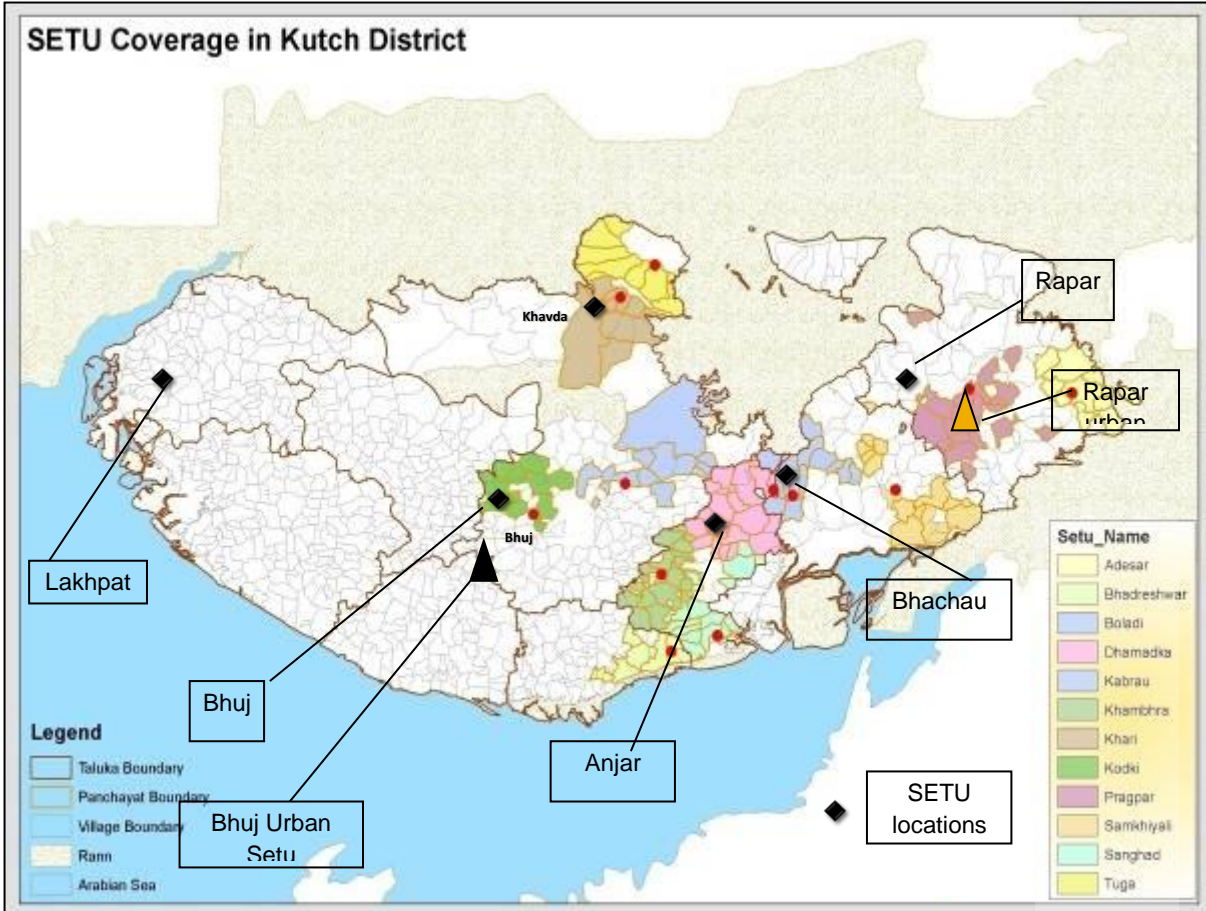 SETU Coverage in Kutch District
Khavda
Rapar
Rapar
urban
Lakhpat
Bhuj
Bhachau
Bhuj
Anjar
Bhuj Urban
Setu
SETU
locations
Legend
Taluka Boundary
Panchayat Boundary
Village Boundary
Rann
Arabian Sea
Setu_Name
Adesar
Bhadreshwar
Boladi
Dhamadka
Kabrau
Khambhra
Khari
Kodki
Pragpar
Samkhiyali
Sanghad
Tuga